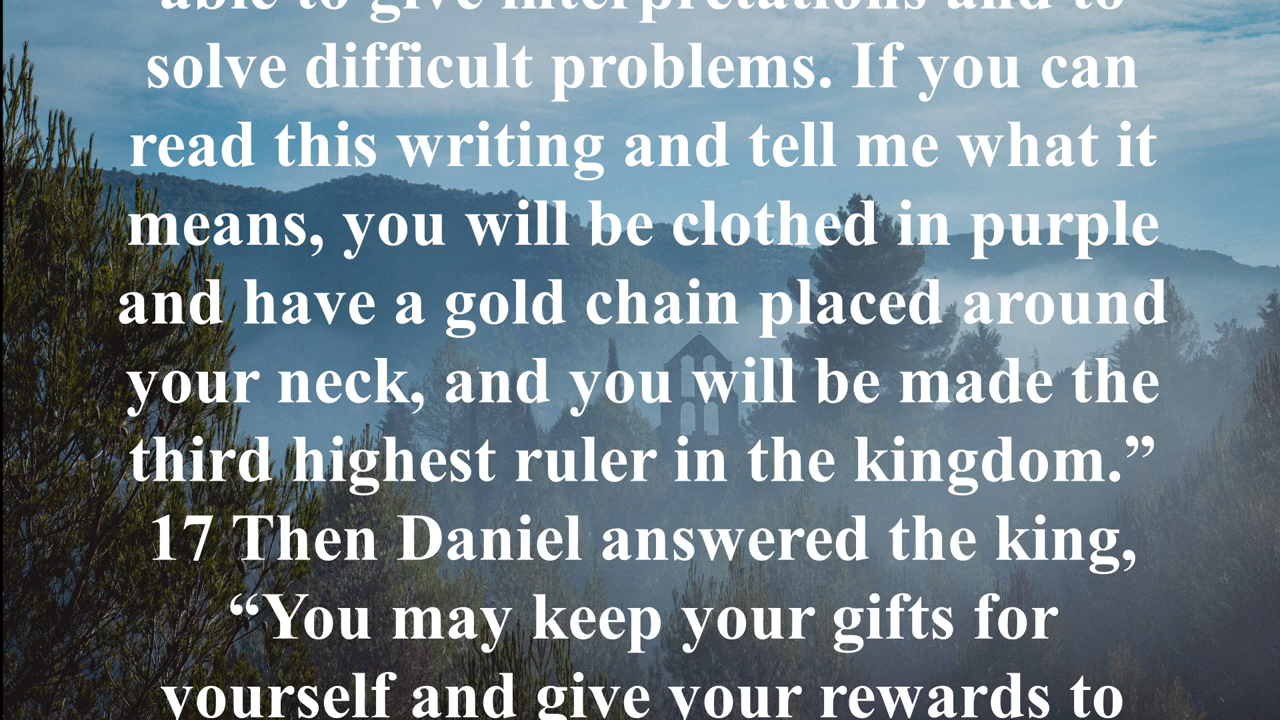 able to give interpretations and to
solve difficult problems. If you can
read this writing and tell me what it
means, you will be clothed in purple
and have a gold chain placed around
your neck, and you will be made the
third highest ruler in the kingdom.”
17 Then Daniel answered the king,
“You may keep your gifts for
yourself and give your rewards to